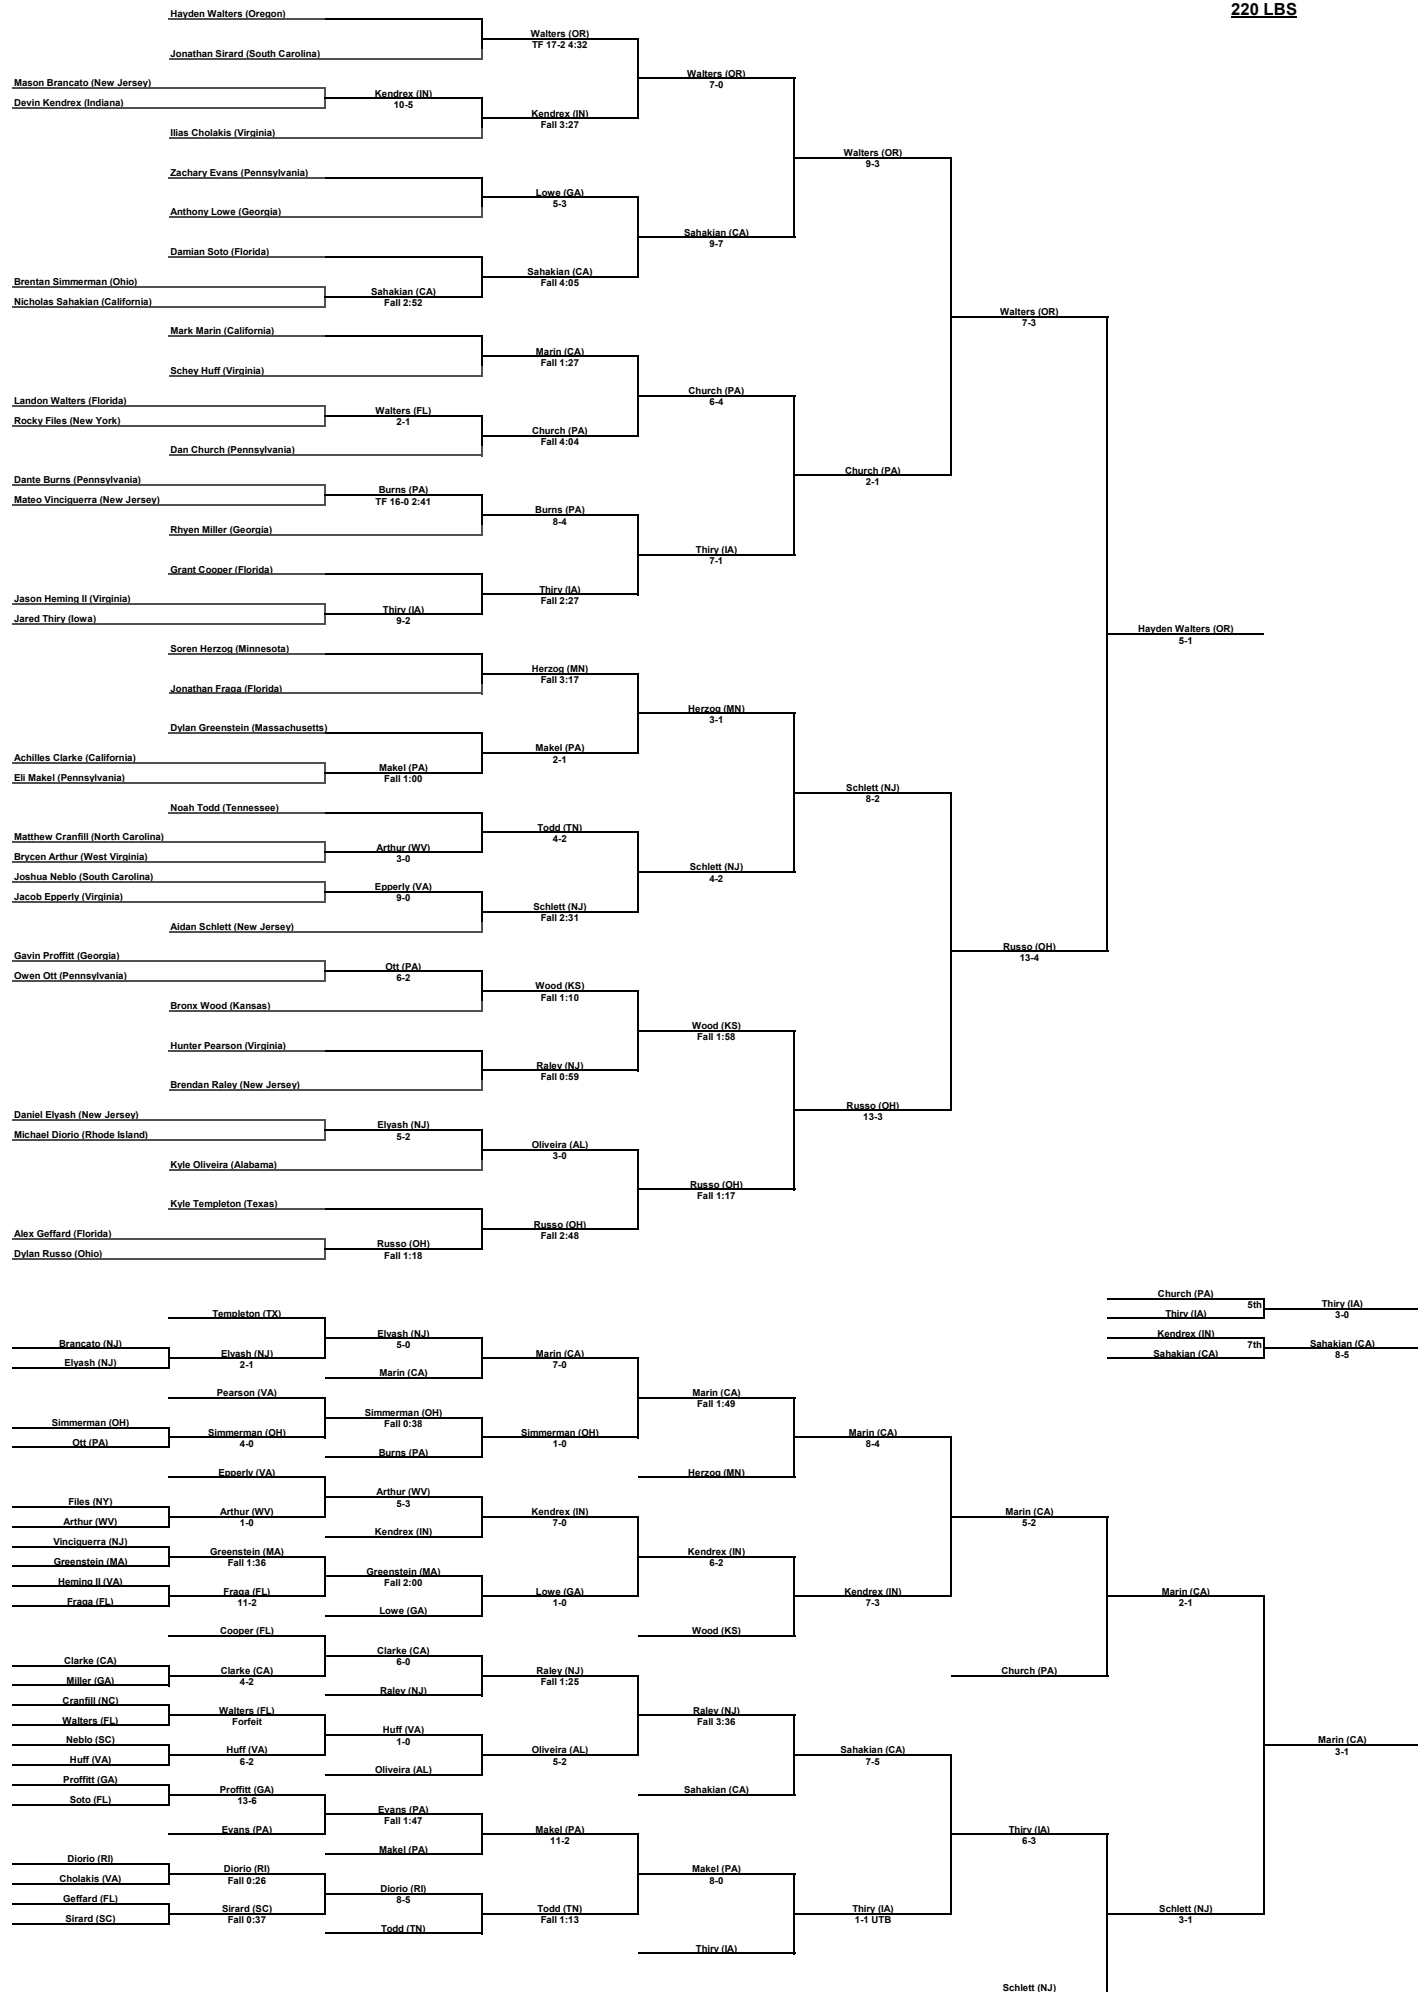 220 LBS
Hayden Walters (Oregon)
Walters (OR)
TF 17-2 4:32
Jonathan Sirard (South Carolina)
Walters (OR)
7-0
Mason Brancato (New Jersey)
Kendrex (IN)
10-5
Devin Kendrex (Indiana)
Kendrex (IN)
Fall 3:27
Ilias Cholakis (Virginia)
Walters (OR)
9-3
Zachary Evans (Pennsylvania)
Lowe (GA)
5-3
Anthony Lowe (Georgia)
Sahakian (CA)
9-7
Damian Soto (Florida)
Sahakian (CA)
Fall 4:05
Brentan Simmerman (Ohio)
Sahakian (CA)
Fall 2:52
Nicholas Sahakian (California)
Walters (OR)
7-3
Mark Marin (California)
Marin (CA)
Fall 1:27
Schey Huff (Virginia)
Church (PA)
6-4
Landon Walters (Florida)
Walters (FL)
2-1
Rocky Files (New York)
Church (PA)
Fall 4:04
Dan Church (Pennsylvania)
Church (PA)
2-1
Dante Burns (Pennsylvania)
Burns (PA)
TF 16-0 2:41
Mateo Vinciguerra (New Jersey)
Burns (PA)
8-4
Rhyen Miller (Georgia)
Thiry (IA)
7-1
Grant Cooper (Florida)
Thiry (IA)
Fall 2:27
Jason Heming II (Virginia)
Thiry (IA)
9-2
Jared Thiry (Iowa)
Hayden Walters (OR)
5-1
Soren Herzog (Minnesota)
Herzog (MN)
Fall 3:17
Jonathan Fraga (Florida)
Herzog (MN)
3-1
Dylan Greenstein (Massachusetts)
Makel (PA)
2-1
Achilles Clarke (California)
Makel (PA)
Fall 1:00
Eli Makel (Pennsylvania)
Schlett (NJ)
8-2
Noah Todd (Tennessee)
Todd (TN)
4-2
Matthew Cranfill (North Carolina)
Arthur (WV)
3-0
Brycen Arthur (West Virginia)
Schlett (NJ)
4-2
Joshua Neblo (South Carolina)
Epperly (VA)
9-0
Jacob Epperly (Virginia)
Schlett (NJ)
Fall 2:31
Aidan Schlett (New Jersey)
Russo (OH)
13-4
Gavin Proffitt (Georgia)
Ott (PA)
6-2
Owen Ott (Pennsylvania)
Wood (KS)
Fall 1:10
Bronx Wood (Kansas)
Wood (KS)
Fall 1:58
Hunter Pearson (Virginia)
Raley (NJ)
Fall 0:59
Brendan Raley (New Jersey)
Russo (OH)
13-3
Daniel Elyash (New Jersey)
Elyash (NJ)
5-2
Michael Diorio (Rhode Island)
Oliveira (AL)
3-0
Kyle Oliveira (Alabama)
Russo (OH)
Fall 1:17
Kyle Templeton (Texas)
Russo (OH)
Fall 2:48
Alex Geffard (Florida)
Russo (OH)
Fall 1:18
Dylan Russo (Ohio)
Church (PA)
5th
Thiry (IA)
3-0
Thiry (IA)
Kendrex (IN)
7th
Sahakian (CA)
8-5
Sahakian (CA)
Templeton (TX)
Elyash (NJ)
5-0
Brancato (NJ)
Elyash (NJ)
2-1
Elyash (NJ)
Marin (CA)
7-0
Marin (CA)
Marin (CA)
Fall 1:49
Pearson (VA)
Simmerman (OH)
Fall 0:38
Simmerman (OH)
Simmerman (OH)
4-0
Ott (PA)
Simmerman (OH)
1-0
Burns (PA)
Marin (CA)
8-4
Herzog (MN)
Epperly (VA)
Arthur (WV)
5-3
Files (NY)
Arthur (WV)
1-0
Arthur (WV)
Kendrex (IN)
7-0
Kendrex (IN)
Marin (CA)
5-2
Vinciguerra (NJ)
Greenstein (MA)
Fall 1:36
Greenstein (MA)
Kendrex (IN)
6-2
Greenstein (MA)
Fall 2:00
Heming II (VA)
Fraga (FL)
11-2
Fraga (FL)
Lowe (GA)
1-0
Lowe (GA)
Kendrex (IN)
7-3
Wood (KS)
Marin (CA)
2-1
Cooper (FL)
Clarke (CA)
6-0
Clarke (CA)
Clarke (CA)
4-2
Miller (GA)
Raley (NJ)
Fall 1:25
Raley (NJ)
Church (PA)
Cranfill (NC)
Walters (FL)
Forfeit
Walters (FL)
Raley (NJ)
Fall 3:36
Huff (VA)
1-0
Neblo (SC)
Huff (VA)
6-2
Huff (VA)
Oliveira (AL)
5-2
Oliveira (AL)
Sahakian (CA)
7-5
Marin (CA)
3-1
Proffitt (GA)
Proffitt (GA)
13-6
Soto (FL)
Sahakian (CA)
Evans (PA)
Fall 1:47
Evans (PA)
Makel (PA)
11-2
Makel (PA)
Thiry (IA)
6-3
Diorio (RI)
Diorio (RI)
Fall 0:26
Cholakis (VA)
Makel (PA)
8-0
Diorio (RI)
8-5
Geffard (FL)
Sirard (SC)
Fall 0:37
Sirard (SC)
Todd (TN)
Fall 1:13
Todd (TN)
Thiry (IA)
1-1 UTB
Thiry (IA)
Schlett (NJ)
3-1
Schlett (NJ)